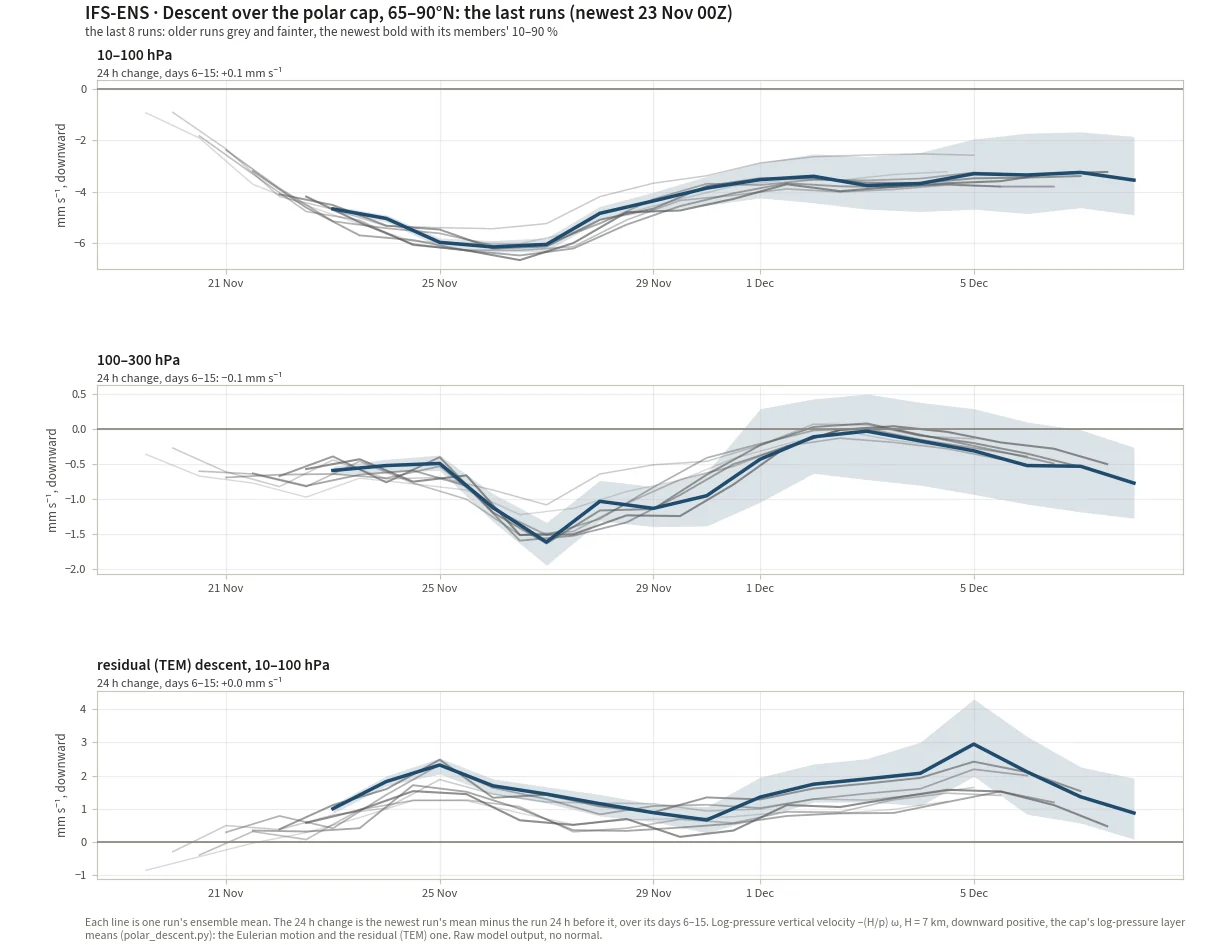 IFS-ENS · Descent over the polar cap, 65–90°N: the last runs (newest 23 Nov 00Z)
the last 8 runs: older runs grey and fainter, the newest bold with its members' 10–90 %
10–100 hPa
24 h change, days 6–15: +0.1 mm s⁻¹
0
−2
−4
−6
mm s⁻¹, downward
21 Nov
25 Nov
29 Nov
1 Dec
5 Dec
100–300 hPa
24 h change, days 6–15: −0.1 mm s⁻¹
0.5
0.0
−0.5
−1.0
−1.5
−2.0
mm s⁻¹, downward
21 Nov
25 Nov
29 Nov
1 Dec
5 Dec
residual (TEM) descent, 10–100 hPa
24 h change, days 6–15: +0.0 mm s⁻¹
4
3
2
1
0
−1
mm s⁻¹, downward
21 Nov
25 Nov
29 Nov
1 Dec
5 Dec
Each line is one run's ensemble mean. The 24 h change is the newest run's mean minus the run 24 h before it, over its days 6–15. Log-pressure vertical velocity −(H/p) ω, H = 7 km, downward positive, the cap's log-pressure layer
means (polar_descent.py): the Eulerian motion and the residual (TEM) one. Raw model output, no normal.